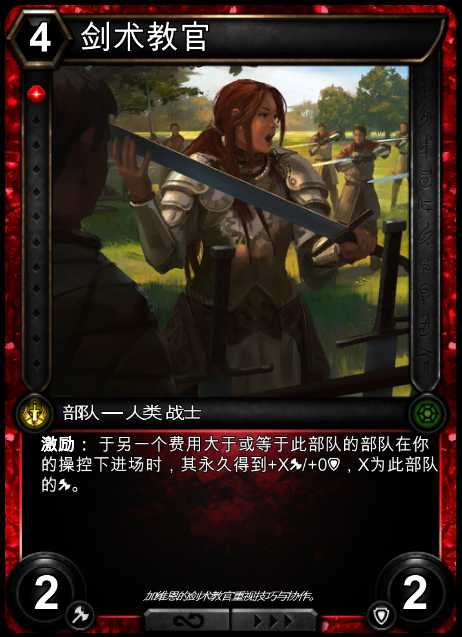 4 剑术教官
部队 — 人类 战士
激励： 于另一个费用大于或等于此部队的部队在你
的操控下进场时，其永久得到+X/+0，X为此部队
的。
加维恩的剑术教官重视技巧与协作。
2 2